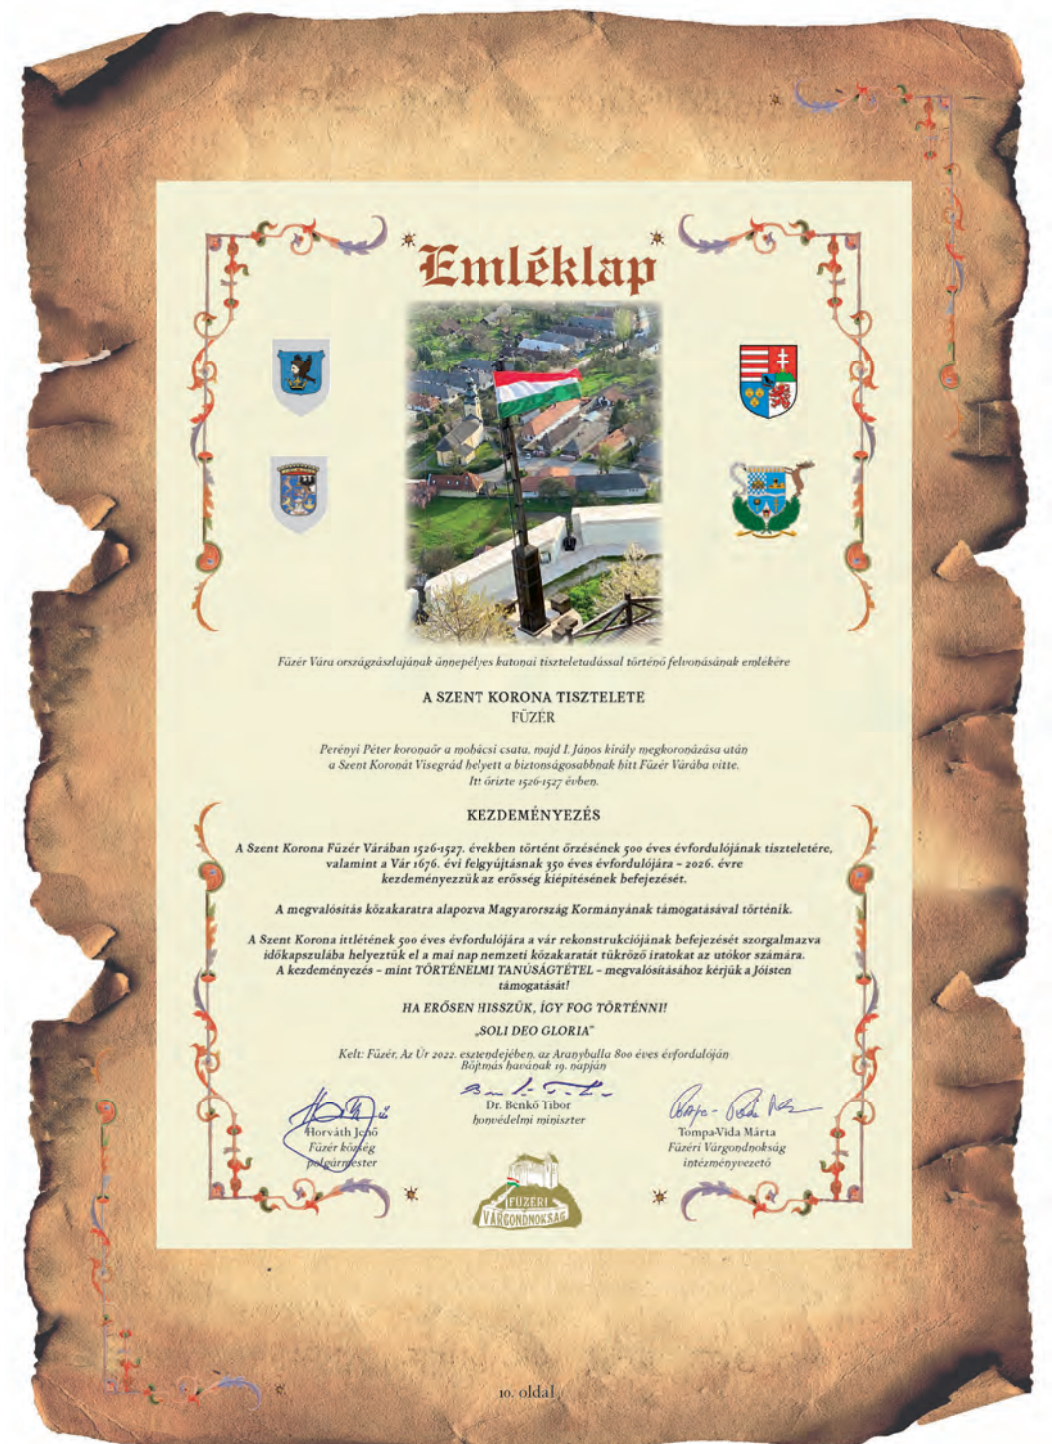 Emléklap
Füzér Vára országzászlajának ünnepélyes katonai tiszteletadással történő felvonásának emlékére
A SZENT KORONA TISZTELETE
FÜZÉR
Perényi Péter koronaőr a mohácsi csata, majd I. János király megkoronázása után
a Szent Koronát Visegrád helyett a biztonságosabbnak hitt Füzér Várába vitte.
Itt őrizte 1526-1527 évben.
KEZDEMÉNYEZÉS
A Szent Korona Füzér Várában 1526-1527. években történt őrzésének 500 éves évfordulójának tiszteletére,
valamint a Vár 1676. évi felgyújtásnak 350 éves évfordulójára – 2026. évre
kezdeményezzük az erősség kiépítésének befejezését.
A megvalósítás közakaratra alapozva Magyarország Kormányának támogatásával történik.
A Szent Korona ittlétének 500 éves évfordulójára a vár rekonstrukciójának befejezését szorgalmazva
időkapszulába helyeztük el a mai nap nemzeti közakaratát tükröző iratokat az utókor számára.
A kezdeményezés – mint TÖRTÉNELMI TANÚSÁGTÉTEL – megvalósításához kérjük a Jóisten
támogatását!
HA ERŐSEN HISSZÜK, ÍGY FOG TÖRTÉNNI!
„SOLI DEO GLORIA"
Kelt: Füzér, Az Úr 2022. esztendejében, az Aranybulla 800 éves évfordulóján
Böjtmás havának 19. napján
Horváth Jenő
Füzér község
polgármester
Dr. Benkő Tibor
honvédelmi miniszter
Tompa-Vida Márta
Füzéri Várgondnokság
intézményvezető
FÜZÉRI
VÁRGONDNOKSÁG
10. oldal